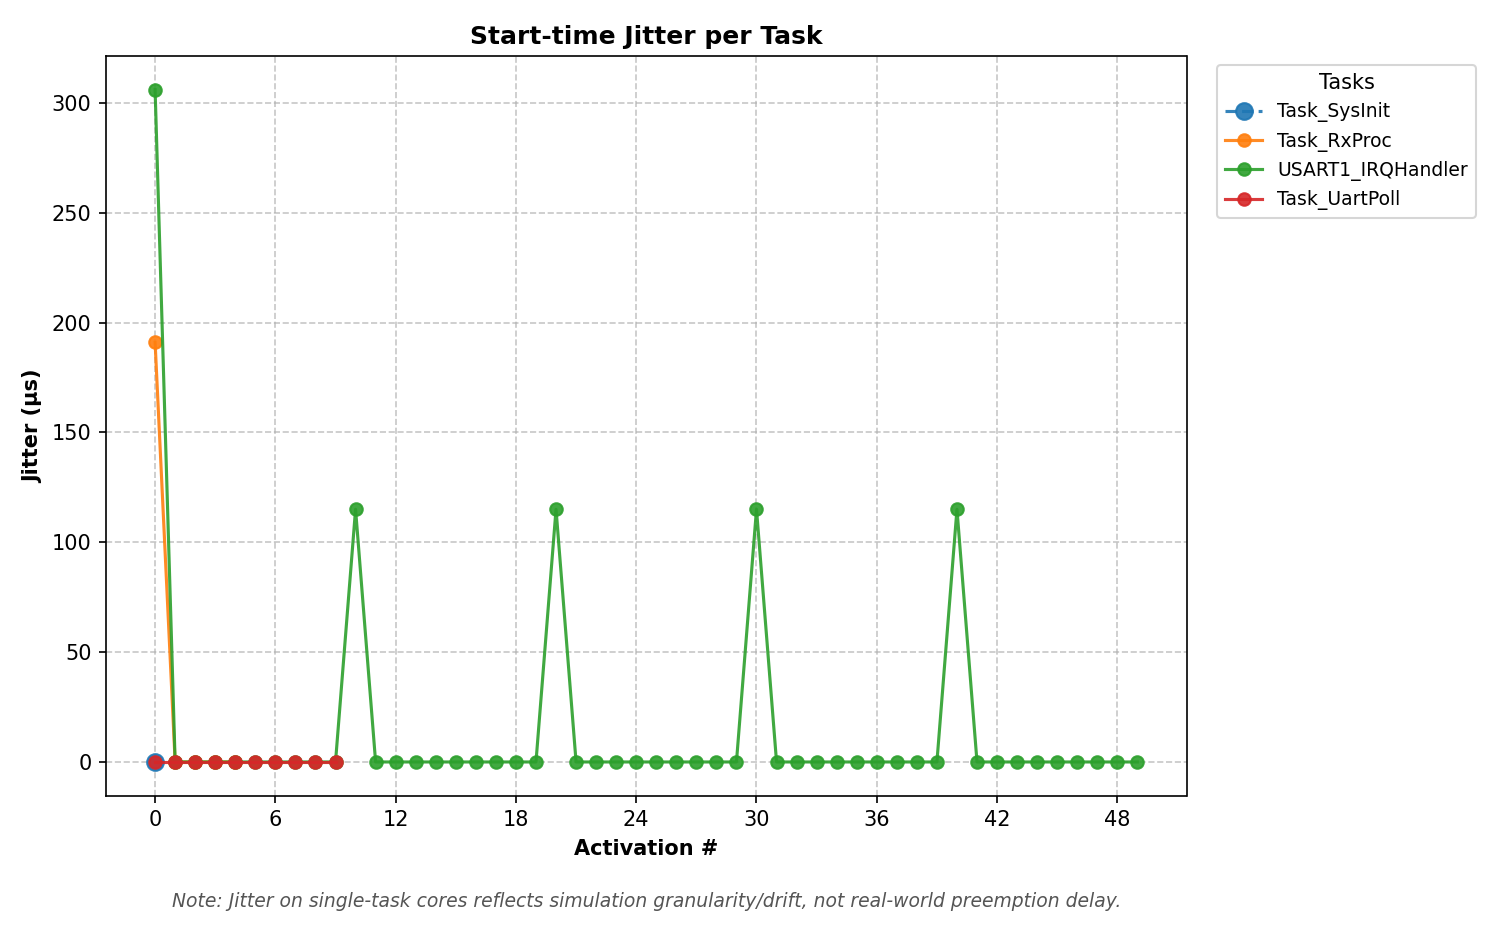 Start-time Jitter per Task
Tasks
Task_SysInit
Task_RxProc
USART1_IRQHandler
Task_UartPoll
Jitter (µs)
300
250
200
150
100
50
0
0 6 12 18 24 30 36 42 48
Activation #
Note: Jitter on single-task cores reflects simulation granularity/drift, not real-world preemption delay.